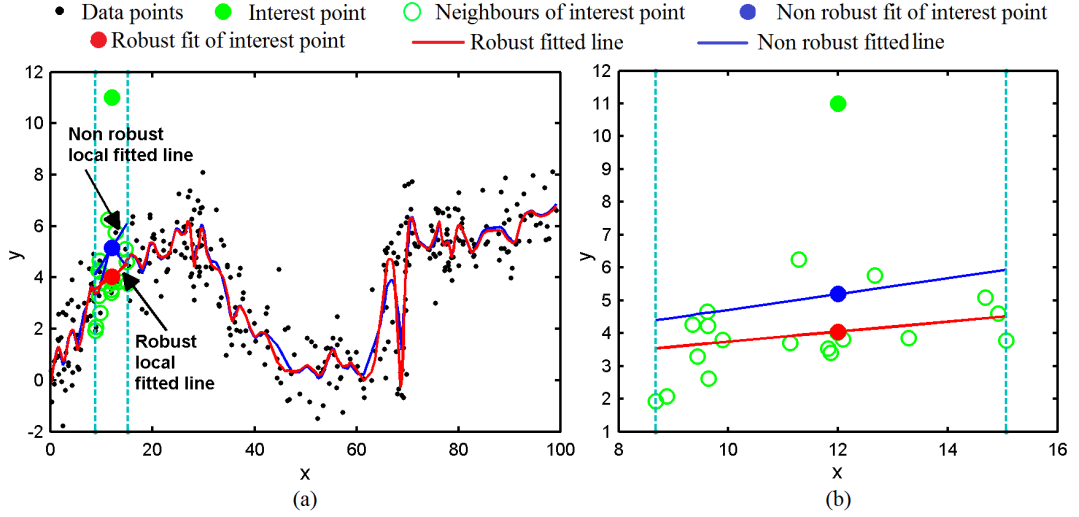 Data points
Interest point
Neighbours of interest point
Non robust fit of interest point
Robust fit of interest point
Robust fitted line
Non robust fitted line
12
10
8
6
4
2
0
-2
y
Non robust
local fitted line
Robust
local
fitted line
0 20 40 60 80 100
x
(a)
12
11
10
9
8
7
6
5
4
3
2
1
y
8 10 12 14 16
x
(b)